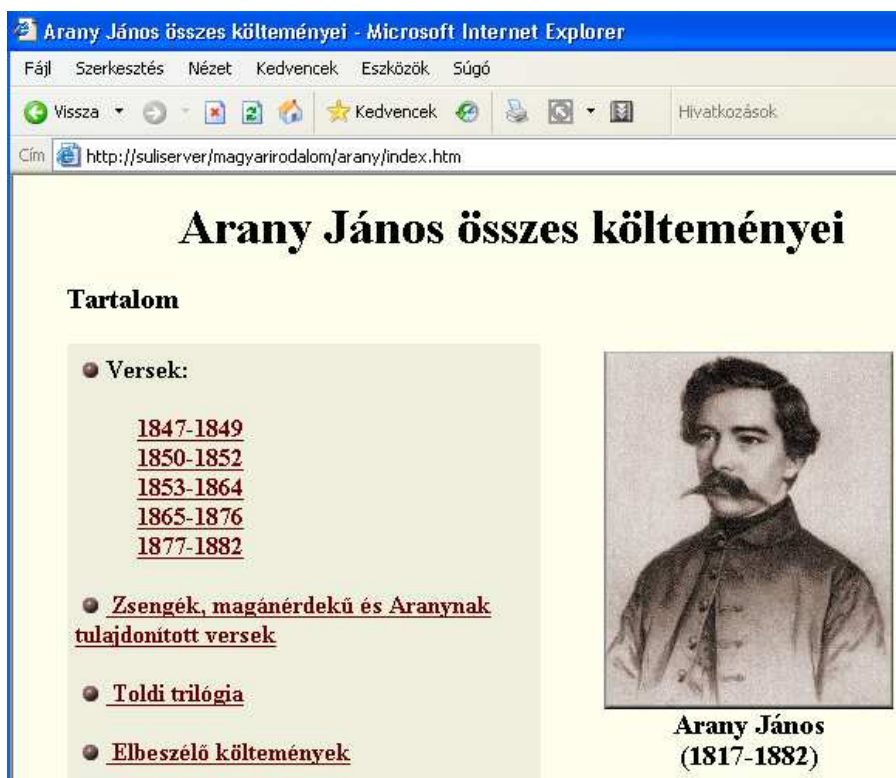 Arany János összes költeményei - Microsoft Internet Explorer
Fájl Szerkesztés Nézet Kedvencek Eszközök Súgó
Vissza Kedvencek Hivatkozások
Cím http://suliserver/magyarirodalom/arany/index.htm
Arany János összes költeményei
Tartalom
Versek:
1847-1849
1850-1852
1853-1864
1865-1876
1877-1882
Zsengék, magánérdekű és Aranynak
tulajdonított versek
Toldi trilógia
Elbeszélő költemények
Arany János
(1817-1882)